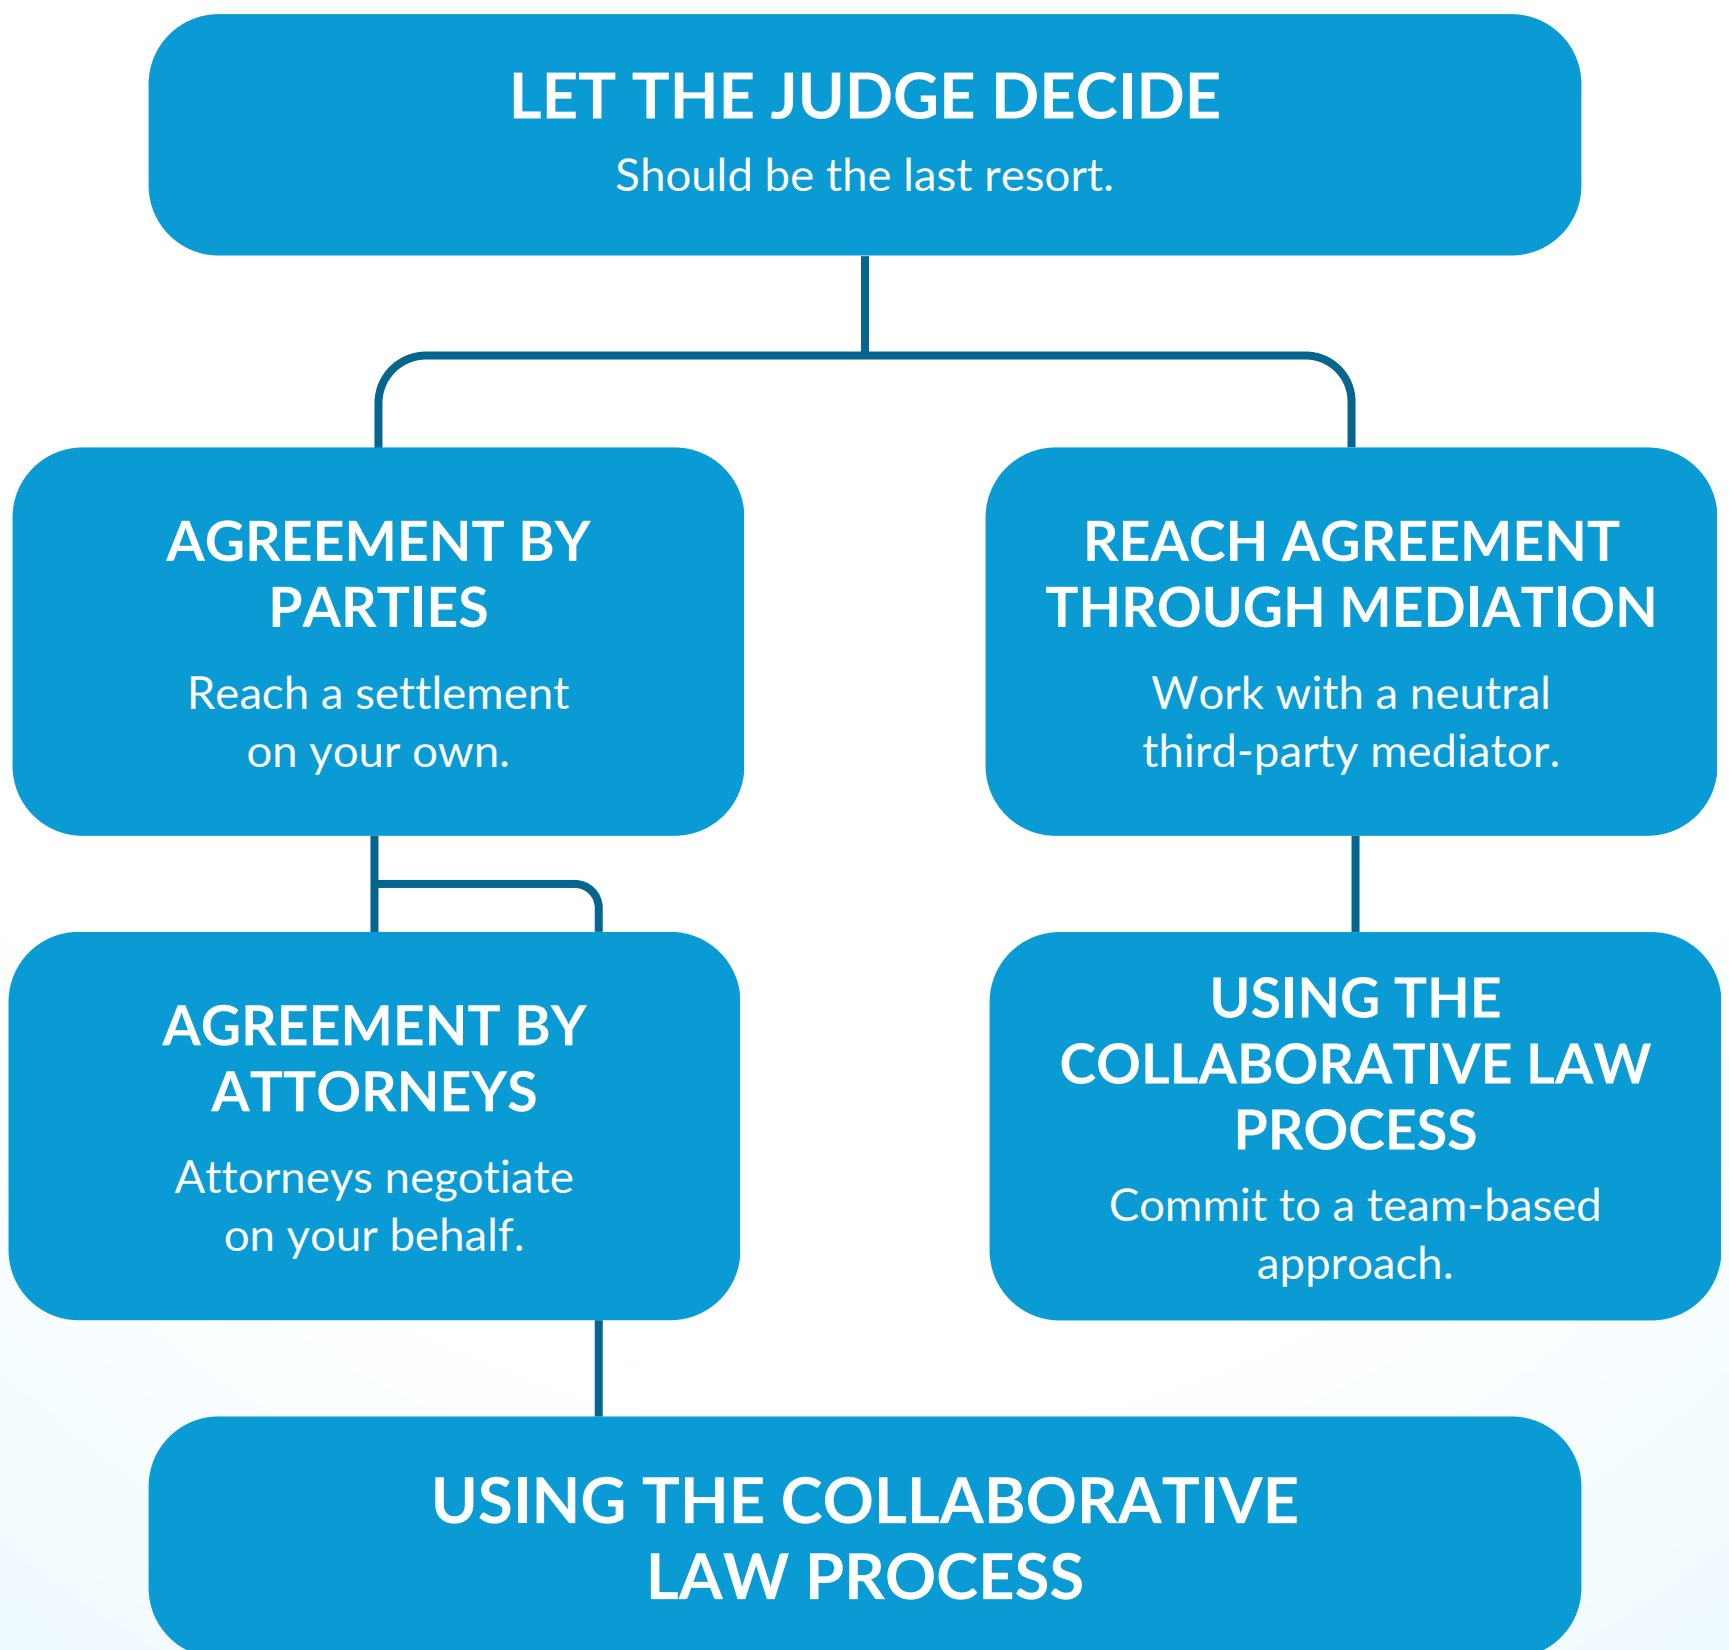 LET THE JUDGE DECIDE
Should be the last resort.
AGREEMENT BY
PARTIES
Reach a settlement
on your own.
REACH AGREEMENT
THROUGH MEDIATION
Work with a neutral
third-party mediator.
AGREEMENT BY
ATTORNEYS
Attorneys negotiate
on your behalf.
USING THE
COLLABORATIVE LAW
PROCESS
Commit to a team-based
approach.
USING THE COLLABORATIVE
LAW PROCESS